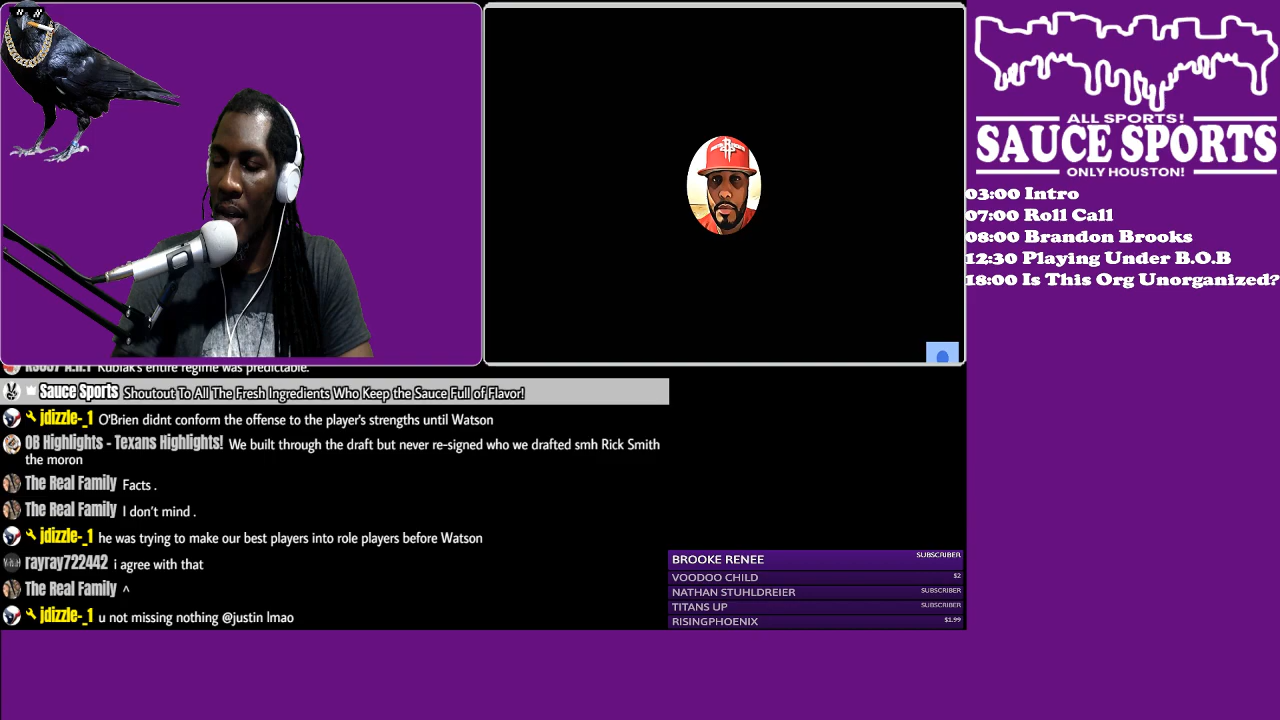 ALL SPORTS!
SAUCE SPORTS
ONLY HOUSTON!
03:00 Intro
07:00 Roll Call
08:00 Brandon Brooks
12:30 Playing Under B.O.B
18:00 Is This Org Unorganized?
Kubiak's entire regime was predictable.
Sauce Sports Shoutout To All The Fresh Ingredients Who Keep the Sauce Full of Flavor!
jdizzle-_1 O'Brien didnt conform the offense to the player's strengths until Watson
OB Highlights - Texans Highlights! We built through the draft but never re-signed who we drafted smh Rick Smith
the moron
The Real Family Facts .
The Real Family I don't mind .
jdizzle-_1 he was trying to make our best players into role players before Watson
rayray722442 i agree with that
The Real Family ^
jdizzle-_1 u not missing nothing @justin lmao
BROOKE RENEE SUBSCRIBER
VOODOO CHILD $2
NATHAN STUHLDREIER SUBSCRIBER
TITANS UP SUBSCRIBER
RISINGPHOENIX $1.99